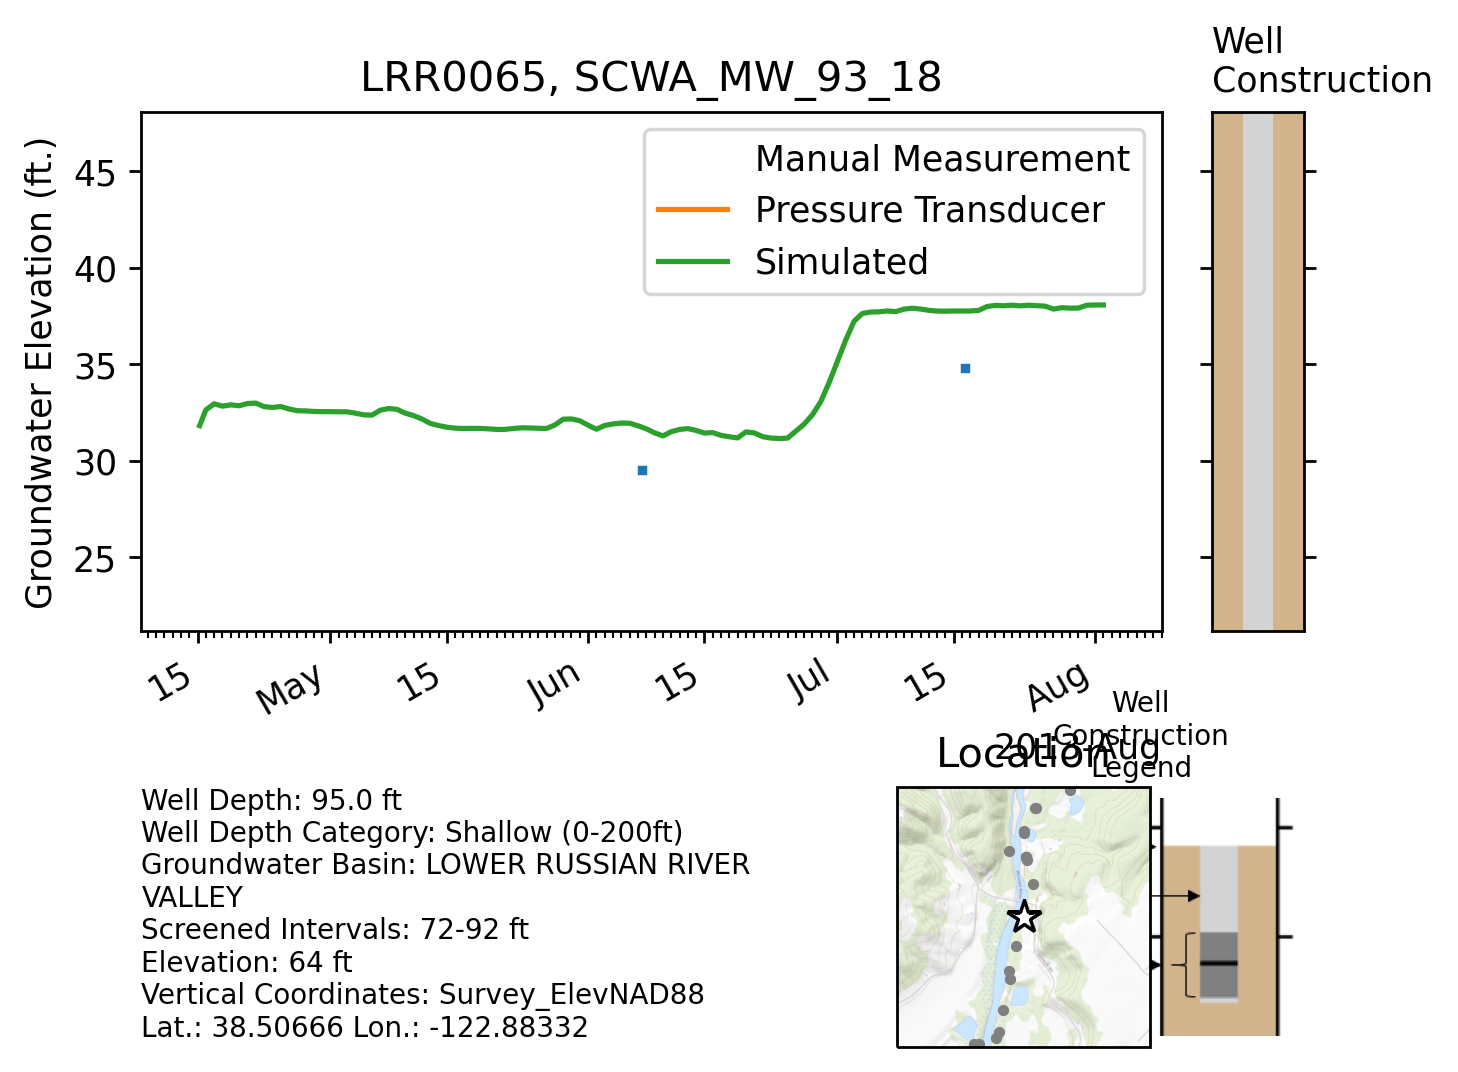 Well
Construction
LRR0065, SCWA_MW_93_18
Groundwater Elevation (ft.)
45
40
35
30
25
Manual Measurement
Pressure Transducer
Simulated
15
May
15
Jun
15
Jul
15
Aug
2013-Aug
Location
Well
Construction
Legend
Well Depth: 95.0 ft
Well Depth Category: Shallow (0-200ft)
Groundwater Basin: LOWER RUSSIAN RIVER
VALLEY
Screened Intervals: 72-92 ft
Elevation: 64 ft
Vertical Coordinates: Survey_ElevNAD88
Lat.: 38.50666 Lon.: -122.88332